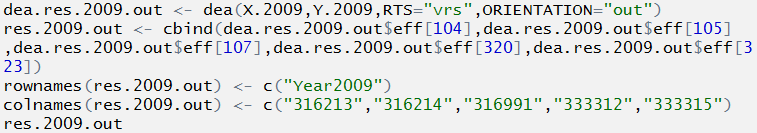 dea.res.2009.out <- dea(X.2009,Y.2009,RTS="vrs",ORIENTATION="out")
res.2009.out <- cbind(dea.res.2009.out$eff[104],dea.res.2009.out$eff[105]
,dea.res.2009.out$eff[107],dea.res.2009.out$eff[320],dea.res.2009.out$eff[3
23])
rownames(res.2009.out) <- c("Year2009")
colnames(res.2009.out) <- c("316213","316214","316991","333312","333315")
res.2009.out